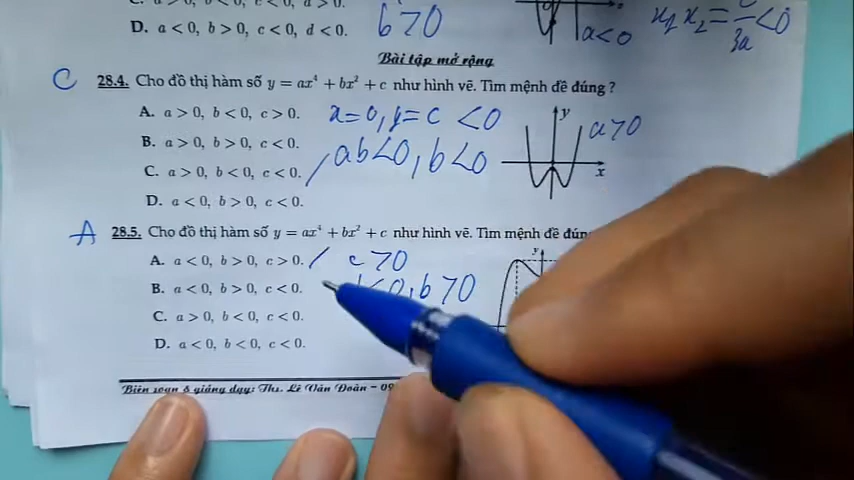 D. a < 0, b > 0, c < 0, d < 0.
b>0
a<0
x₁x₂ = /3a <0
Bài tập mở rộng
C 28.4. Cho đồ thị hàm số y = ax⁴ + bx² + c như hình vẽ. Tìm mệnh đề đúng ?
A. a > 0, b < 0, c > 0.
x=0, y= c <0
B. a > 0, b > 0, c < 0.
ab<0, b<0
C. a > 0, b < 0, c < 0.
D. a < 0, b > 0, c < 0.
y
a>0
x
A 28.5. Cho đồ thị hàm số y = ax⁴ + bx² + c như hình vẽ. Tìm mệnh đề
A. a < 0, b > 0, c > 0.
c>0
B. a < 0, b > 0, c < 0.
<0, b>0
C. a > 0, b < 0, c < 0.
D. a < 0, b < 0, c < 0.
y
Biên soạn & giảng dạy: Ths. Lê Văn Đoàn – 09